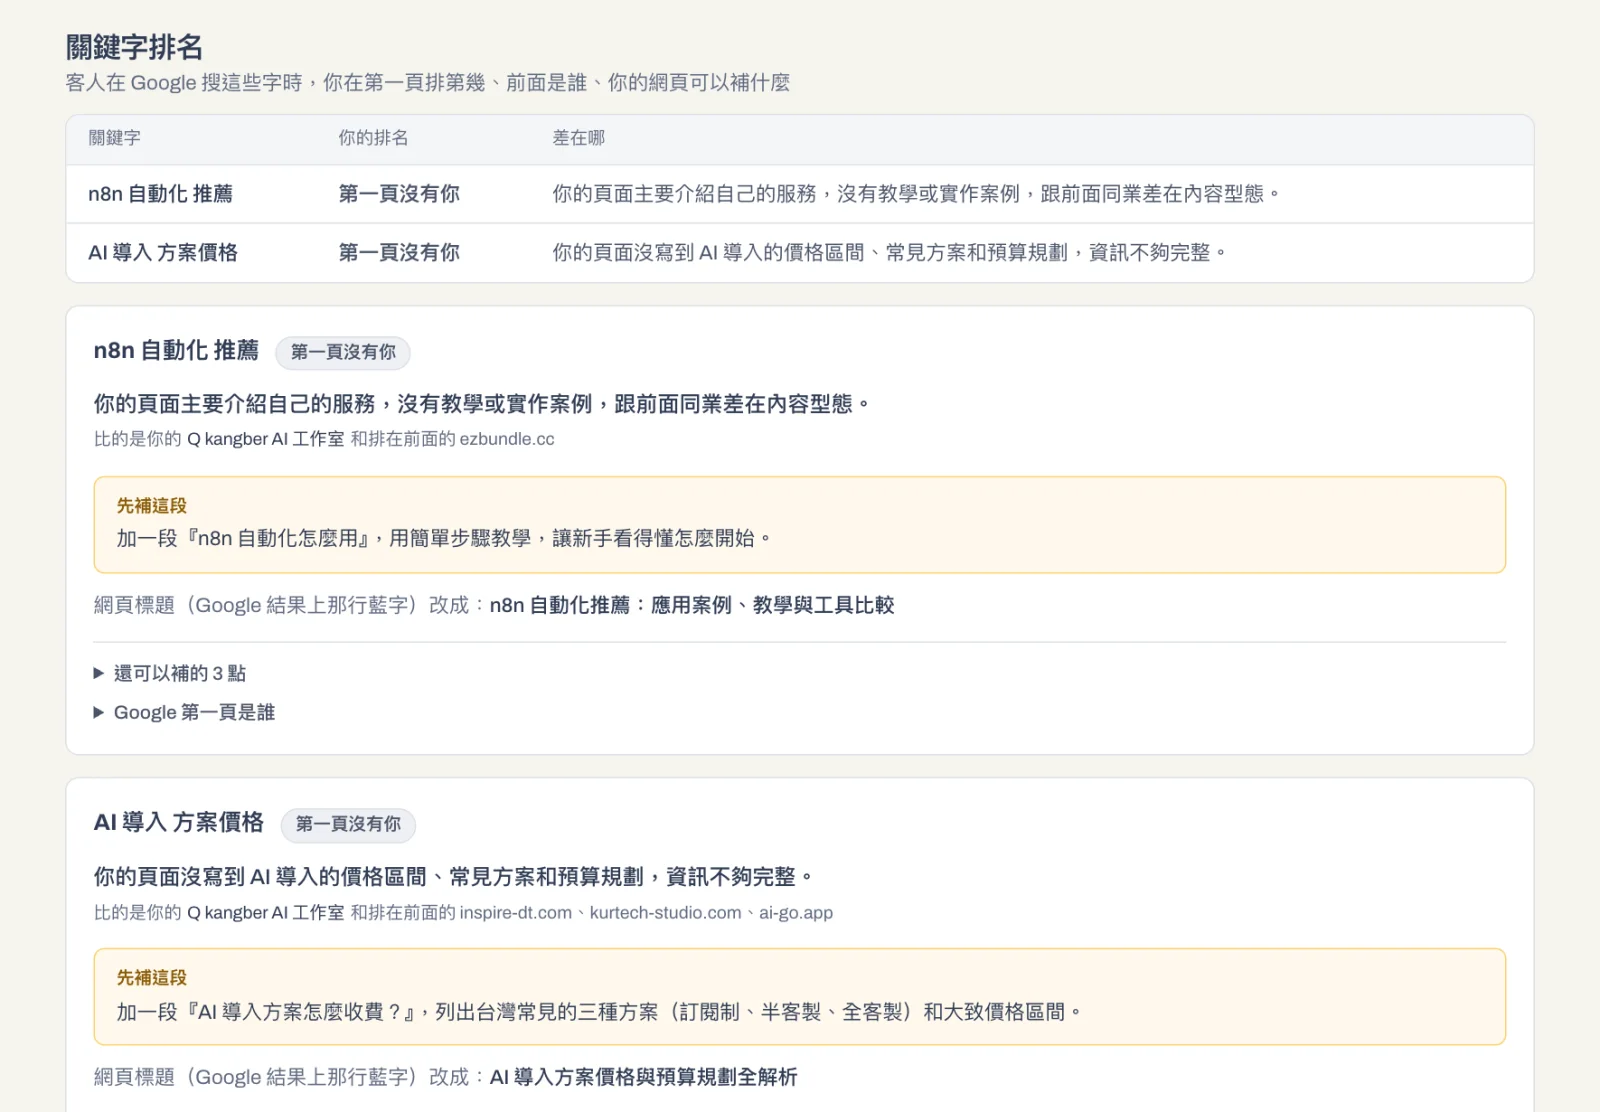 關鍵字排名
客人在 Google 搜這些字時，你在第一頁排第幾、前面是誰、你的網頁可以補什麼
關鍵字 你的排名 差在哪
n8n 自動化 推薦 第一頁沒有你 你的頁面主要介紹自己的服務，沒有教學或實作案例，跟前面同業差在內容型態。
AI 導入 方案價格 第一頁沒有你 你的頁面沒寫到 AI 導入的價格區間、常見方案和預算規劃，資訊不夠完整。
n8n 自動化 推薦 第一頁沒有你
你的頁面主要介紹自己的服務，沒有教學或實作案例，跟前面同業差在內容型態。
比的是你的 Q kangber AI 工作室 和排在前面的 ezbundle.cc
先補這段
加一段『n8n 自動化怎麼用』，用簡單步驟教學，讓新手看得懂怎麼開始。
網頁標題（Google 結果上那行藍字）改成：n8n 自動化推薦：應用案例、教學與工具比較
▶ 還可以補的 3 點
▶ Google 第一頁是誰
AI 導入 方案價格 第一頁沒有你
你的頁面沒寫到 AI 導入的價格區間、常見方案和預算規劃，資訊不夠完整。
比的是你的 Q kangber AI 工作室 和排在前面的 inspire-dt.com、kurtech-studio.com、ai-go.app
先補這段
加一段『AI 導入方案怎麼收費？』，列出台灣常見的三種方案（訂閱制、半客製、全客製）和大致價格區間。
網頁標題（Google 結果上那行藍字）改成：AI 導入方案價格與預算規劃全解析